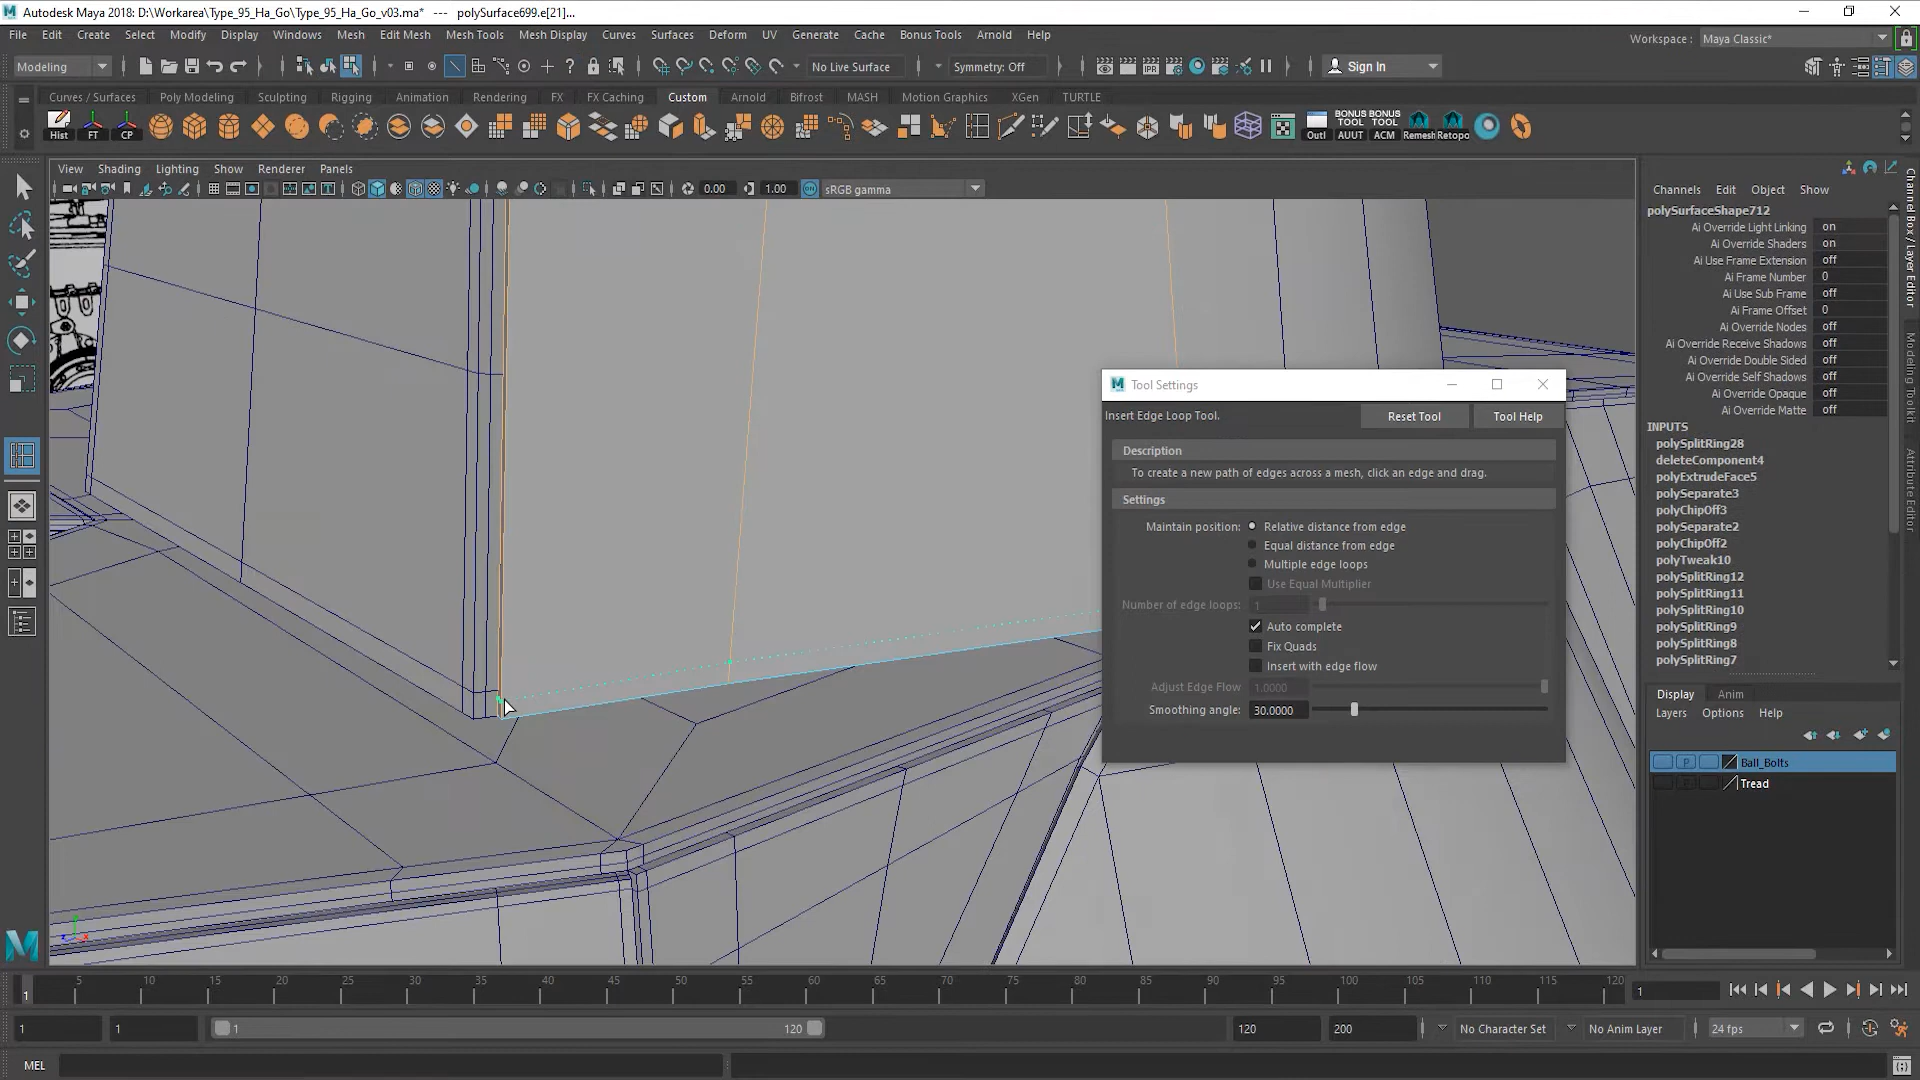 Autodesk Maya 2018: D:\Workarea\Type_95_Ha_Go\Type_95_Ha_Go_v03.ma* --- polySurface699.e[21]...
File Edit Create Select Modify Display Windows Mesh Edit Mesh Mesh Tools Mesh Display Curves Surfaces Deform UV Generate Cache Bonus Tools Arnold Help
Workspace : Maya Classic*
Modeling No Live Surface Symmetry: Off Sign In
Curves / Surfaces Poly Modeling Sculpting Rigging Animation Rendering FX FX Caching Custom Arnold Bifrost MASH Motion Graphics XGen TURTLE
Hist FT CP Outl BONUS TOOL AUUT BONUS TOOL ACM Remesh Retopo
View Shading Lighting Show Renderer Panels
0.00 1.00 ON sRGB gamma
Channels Edit Object Show
polySurfaceShape712
Ai Override Light Linking on
Ai Override Shaders on
Ai Use Frame Extension off
Ai Frame Number 0
Ai Use Sub Frame off
Ai Frame Offset 0
Ai Override Nodes off
Ai Override Receive Shadows off
Ai Override Double Sided off
Ai Override Self Shadows off
Ai Override Opaque off
Ai Override Matte off
INPUTS
polySplitRing28
deleteComponent4
polyExtrudeFace5
polySeparate3
polyChipOff3
polySeparate2
polyChipOff2
polyTweak10
polySplitRing12
polySplitRing11
polySplitRing10
polySplitRing9
polySplitRing8
polySplitRing7
Channel Box / Layer Editor
Modeling Toolkit
Attribute Editor
Tool Settings
Insert Edge Loop Tool. Reset Tool Tool Help
Description
To create a new path of edges across a mesh, click an edge and drag.
Settings
Maintain position: Relative distance from edge
Equal distance from edge
Multiple edge loops
Use Equal Multiplier
Number of edge loops: 1
Auto complete
Fix Quads
Insert with edge flow
Adjust Edge Flow 1.0000
Smoothing angle: 30.0000
Display Anim
Layers Options Help
P Ball_Bolts
Tread
1 5 10 15 20 25 30 35 40 45 50 55 60 65 70 75 80 85 90 95 100 105 110 115 120 1
1 1 1 120 120 200 No Character Set No Anim Layer 24 fps
MEL